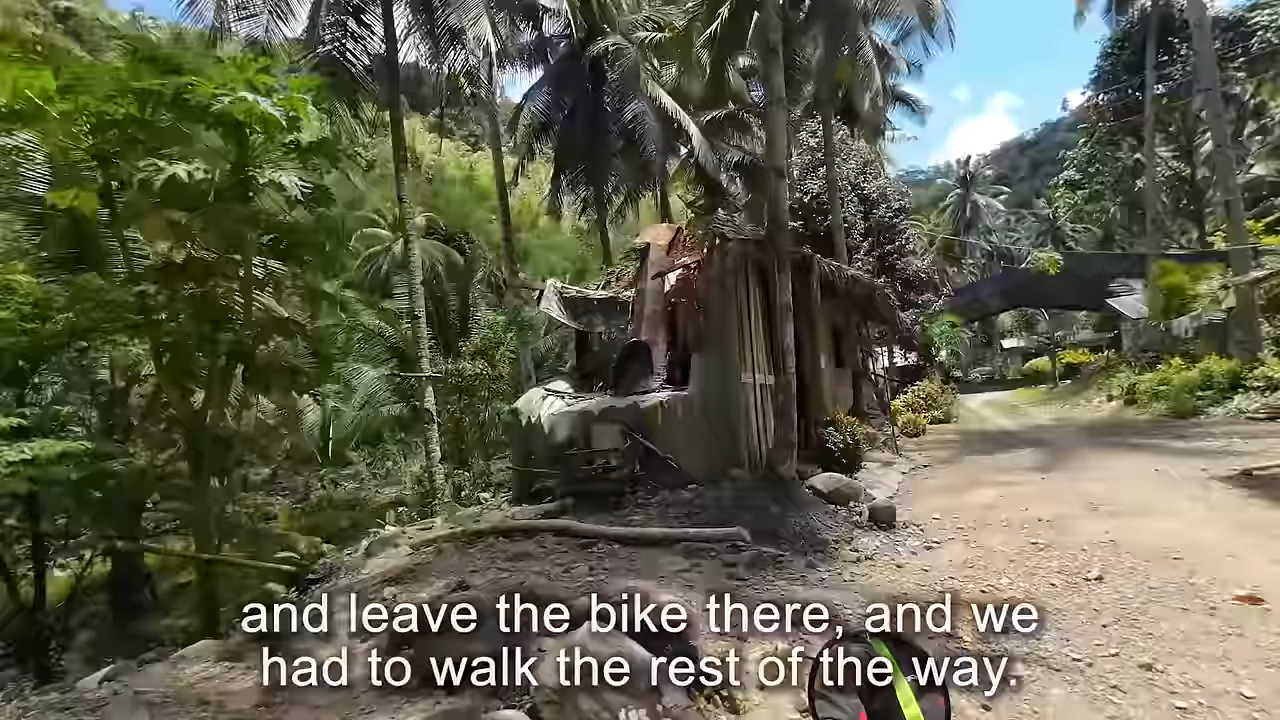 and leave the bike there, and we
had to walk the rest of the way.